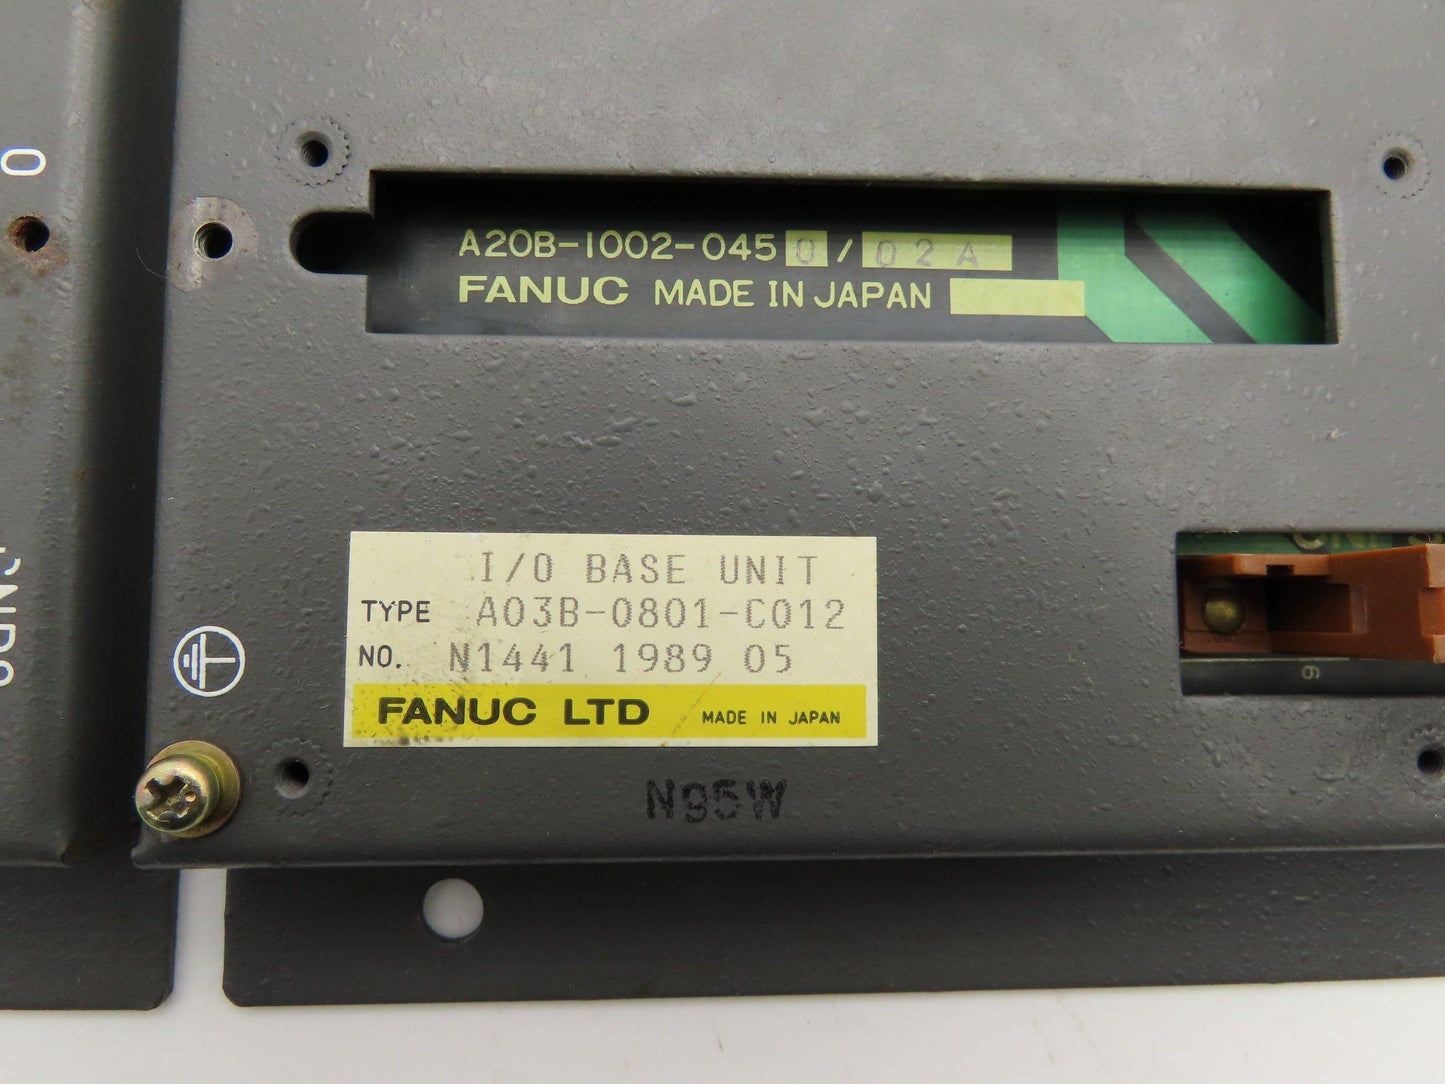 O
A20B-1002-0450/02A
FANUC MADE IN JAPAN
I/O BASE UNIT
TYPE A03B-0801-C012
NO. N1441 1989 05
FANUC LTD MADE IN JAPAN
N95W